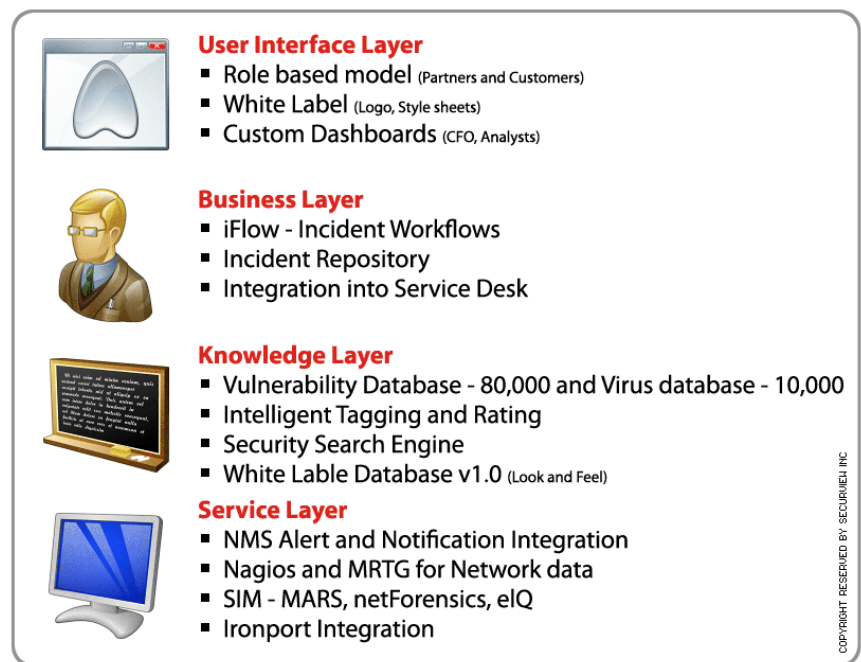 User Interface Layer
▪ Role based model (Partners and Customers)
▪ White Label (Logo, Style sheets)
▪ Custom Dashboards (CFO, Analysts)
Business Layer
▪ iFlow - Incident Workflows
▪ Incident Repository
▪ Integration into Service Desk
Knowledge Layer
▪ Vulnerability Database - 80,000 and Virus database - 10,000
▪ Intelligent Tagging and Rating
▪ Security Search Engine
▪ White Lable Database v1.0 (Look and Feel)
Service Layer
▪ NMS Alert and Notification Integration
▪ Nagios and MRTG for Network data
▪ SIM - MARS, netForensics, eIQ
▪ Ironport Integration
COPYRIGHT RESERVED BY SECURVIEW INC